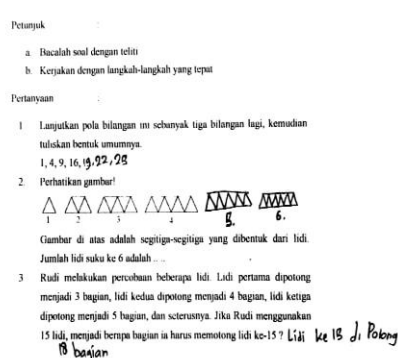 Petunjuk :
a. Bacalah soal dengan teliti
b. Kerjakan dengan langkah-langkah yang tepat
Pertanyaan :
1 Lanjutkan pola bilangan ini sebanyak tiga bilangan lagi, kemudian
tuliskan bentuk umumnya.
1, 4, 9, 16, 19, 22, 28
2. Perhatikan gambar!
1 2 3 4 5. 6.
Gambar di atas adalah segitiga-segitiga yang dibentuk dari lidi.
Jumlah lidi suku ke 6 adalah ....
3 Rudi melakukan percobaan beberapa lidi. Lidi pertama dipotong
menjadi 3 bagian, lidi kedua dipotong menjadi 4 bagian, lidi ketiga
dipotong menjadi 5 bagian, dan seterusnya. Jika Rudi menggunakan
15 lidi, menjadi berapa bagian ia harus memotong lidi ke-15 ? Lidi ke 15 di Potong
18 bagian